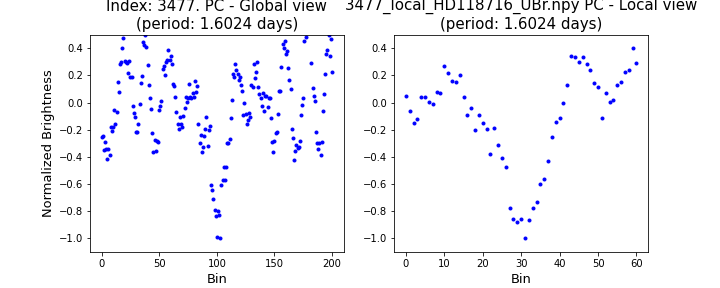 Index: 3477. PC - Global view
(period: 1.6024 days)
3477_local_HD118716_UBr.npy PC - Local view
(period: 1.6024 days)
Normalized Brightness
0.4
0.2
0.0
−0.2
−0.4
−0.6
−0.8
−1.0
0 50 100 150 200
Bin
0.4
0.2
0.0
−0.2
−0.4
−0.6
−0.8
−1.0
0 10 20 30 40 50 60
Bin